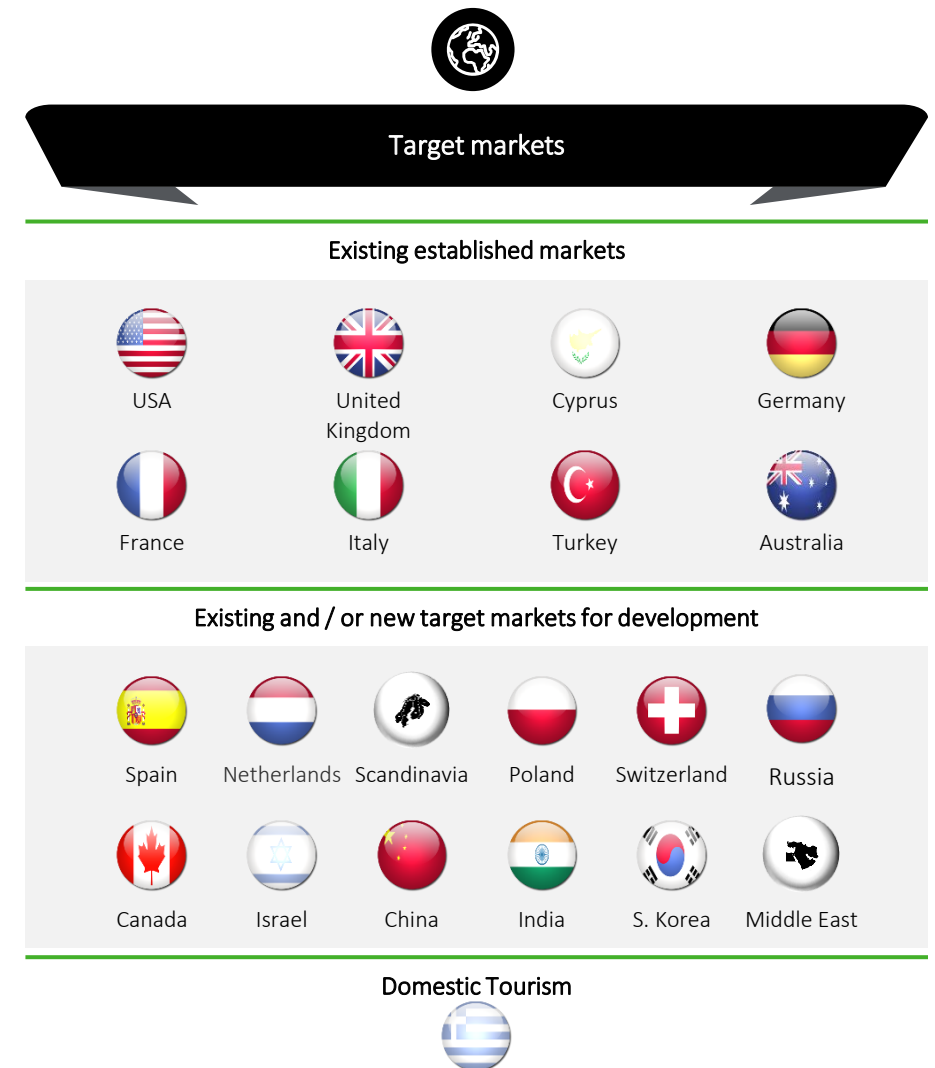 Target markets
Existing established markets
USA
United
Kingdom
Cyprus
Germany
France
Italy
Turkey
Australia
Existing and / or new target markets for development
Spain
Netherlands
Scandinavia
Poland
Switzerland
Russia
Canada
Israel
China
India
S. Korea
Middle East
Domestic Tourism